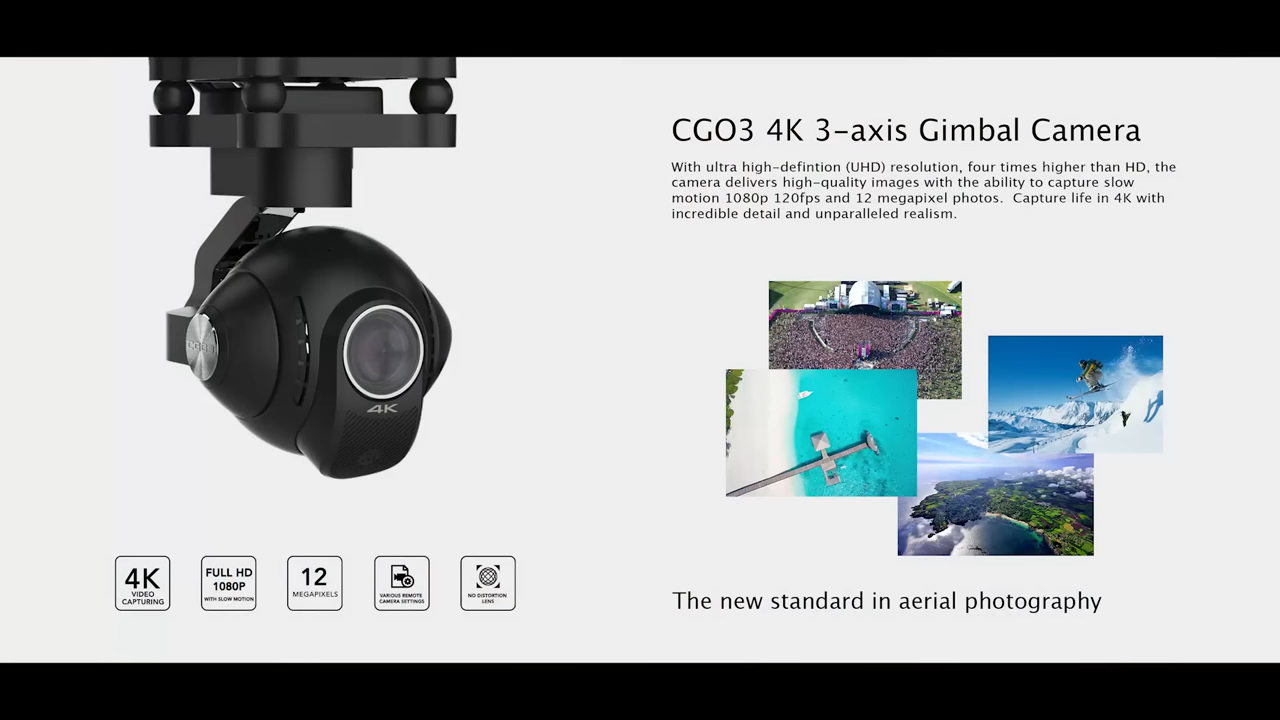 CGO3 4K 3-axis Gimbal Camera
With ultra high-defintion (UHD) resolution, four times higher than HD, the
camera delivers high-quality images with the ability to capture slow
motion 1080p 120fps and 12 megapixel photos.  Capture life in 4K with
incredible detail and unparalleled realism.
4K
4K
VIDEO
CAPTURING
FULL HD
1080P
WITH SLOW MOTION
12
MEGAPIXELS
VARIOUS REMOTE
CAMERA SETTINGS
NO DISTORTION
LENS
The new standard in aerial photography